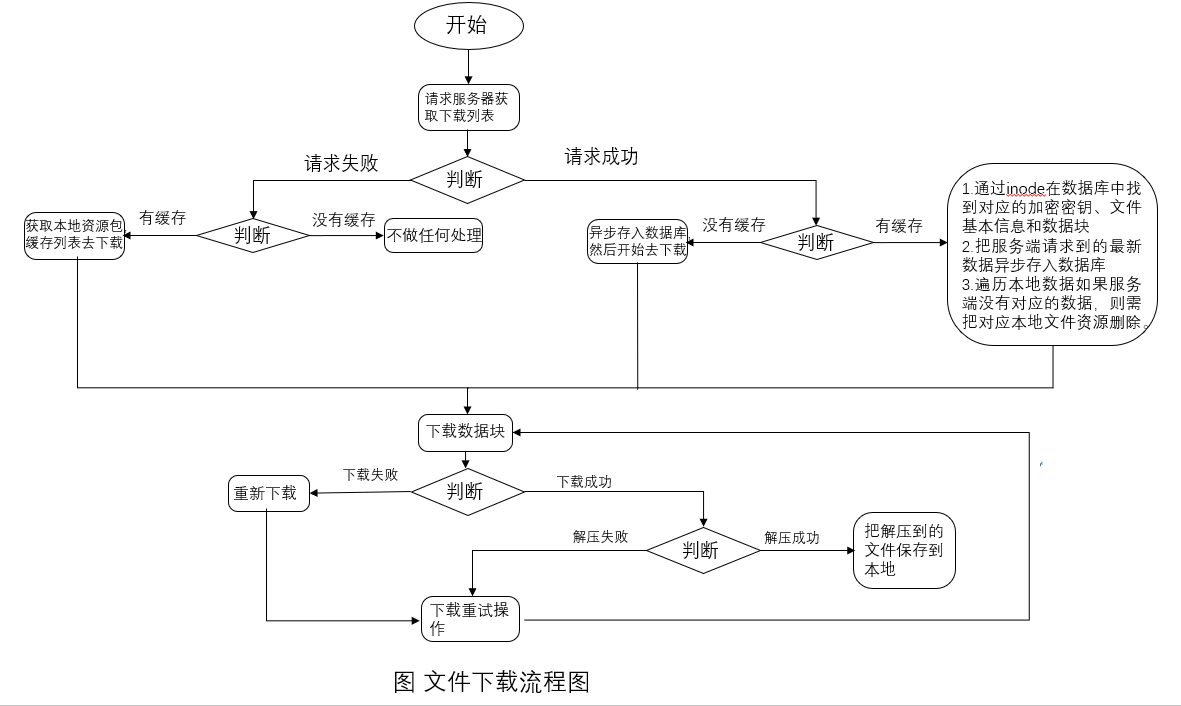 开始
请求服务器获
取下载列表
请求失败
请求成功
判断
有缓存
没有缓存
判断
获取本地资源包
缓存列表去下载
不做任何处理
没有缓存
有缓存
判断
异步存入数据库,
然后开始去下载
1.通过inode在数据库中找
到对应的加密密钥、文件
基本信息和数据块
2.把服务端请求到的最新
数据异步存入数据库
3.遍历本地数据如果服务
端没有对应的数据，则需
把对应本地文件资源删除。
下载数据块
下载失败
下载成功
判断
重新下载
解压失败
解压成功
判断
把解压到的
文件保存到
本地
下载重试操
作
图 文件下载流程图